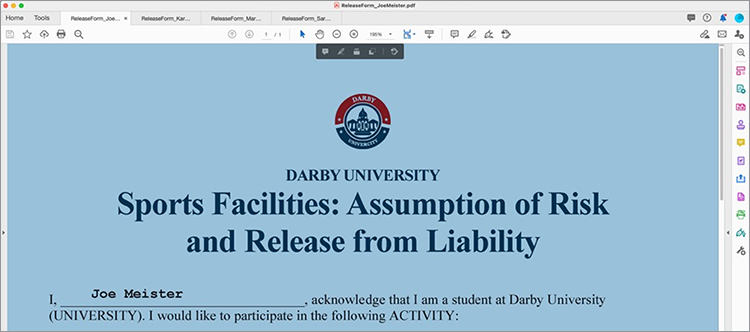 ReleaseForm_JoeMeister.pdf
Home Tools ReleaseForm_Joe... × ReleaseForm_Kar... ReleaseForm_Mar... ReleaseForm_Sar...
1 / 1 195%
DARBY
UNIVERCITY
DARBY UNIVERSITY
Sports Facilities: Assumption of Risk
and Release from Liability
I, Joe Meister, acknowledge that I am a student at Darby University
(UNIVERSITY). I would like to participate in the following ACTIVITY: